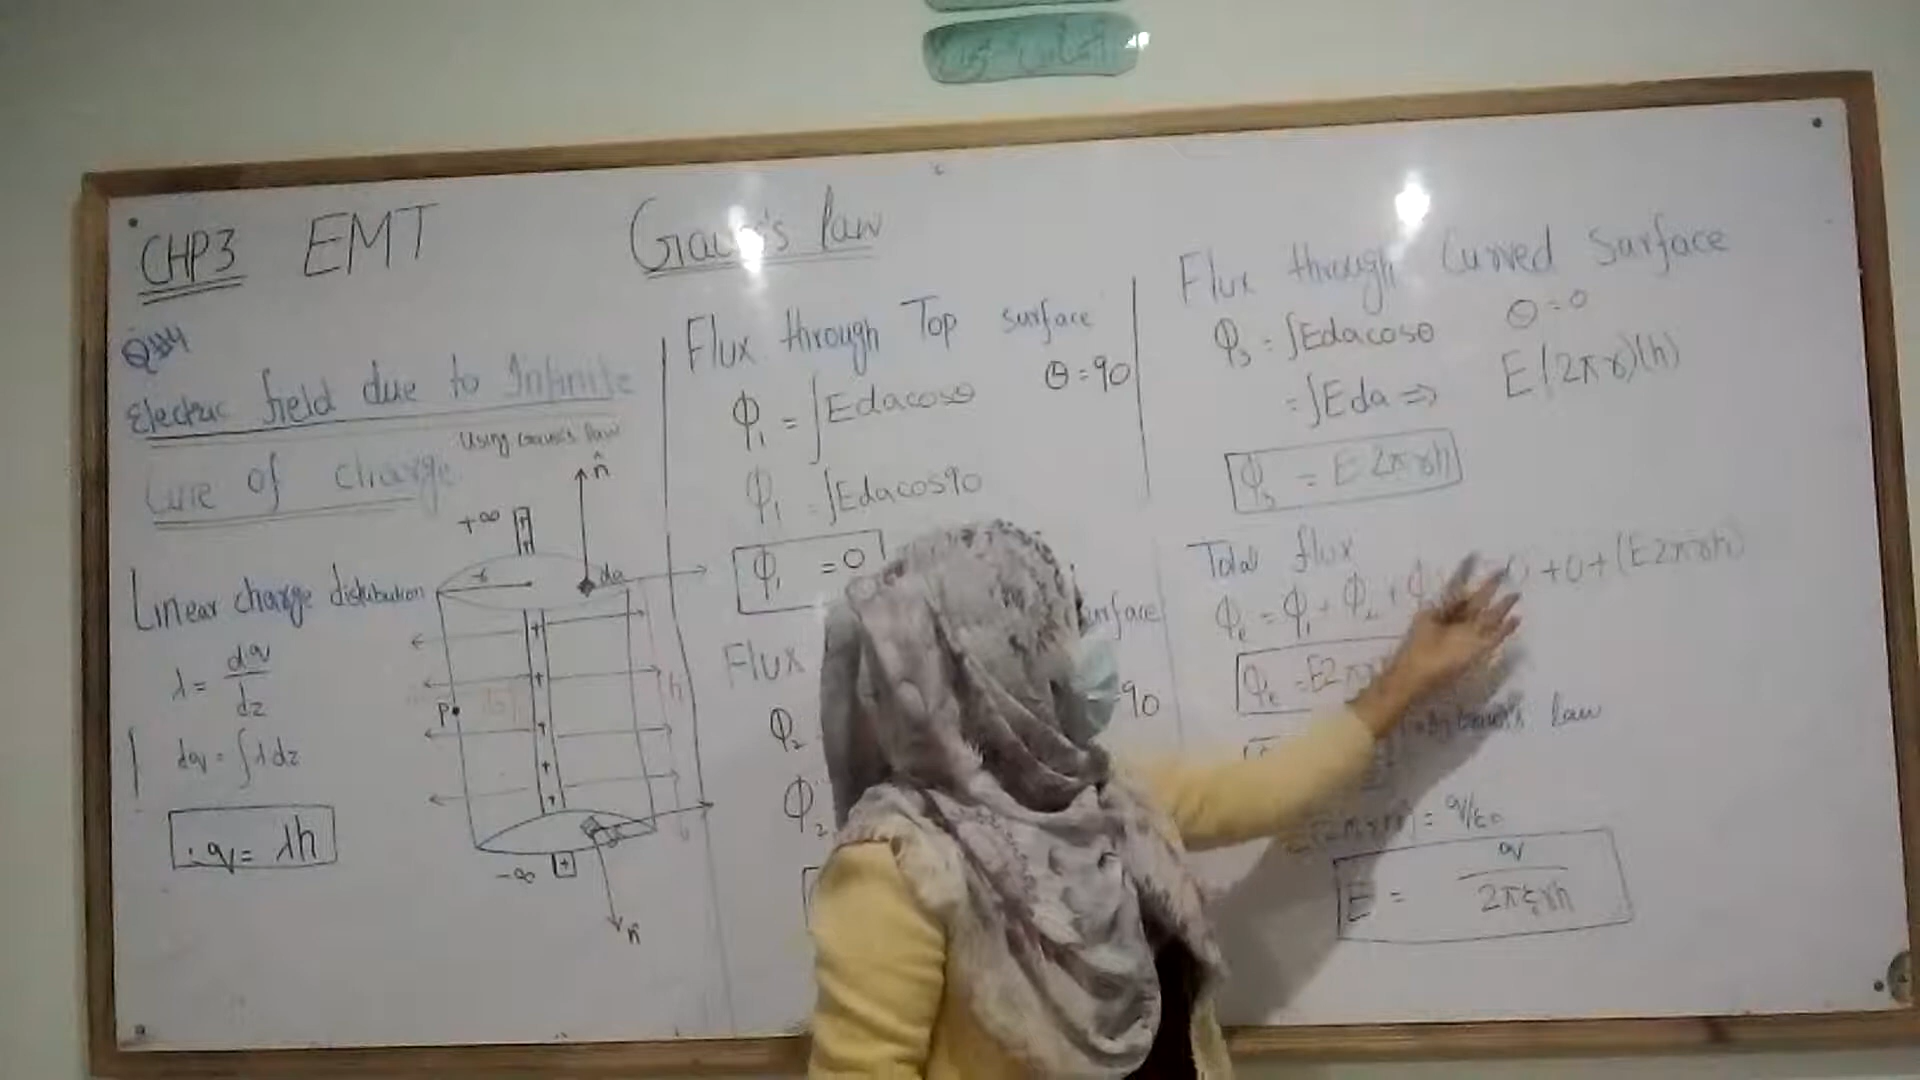 CHP3 EMT Gauss's law
Q#4
Electric field due to Infinite
Line of charge
Using Gauss's law
Linear charge distribution
λ = dq/dz
dq = ∫λdz
∴ q = λh
n̂
+∞
r
da
P
h
-∞
n̂
Flux through Top surface
θ = 90
Φ₁ = ∫Edacosθ
Φ₁ = ∫Edacos90
Φ₁ = 0
Flux
surface
90
Φ₂
Φ₂
Flux through Curved Surface
Φ₃ = ∫Edacosθ θ = 0
= ∫Eda ⇒ E(2πr)(h)
Φ₃ = E2πrh
Total flux
Φₑ = Φ₁ + Φ₂ + Φ 0 + 0 + (E2πrh)
Φₑ = E2πr
Gauss's law
= q/ε₀
E = q/2πε₀rh